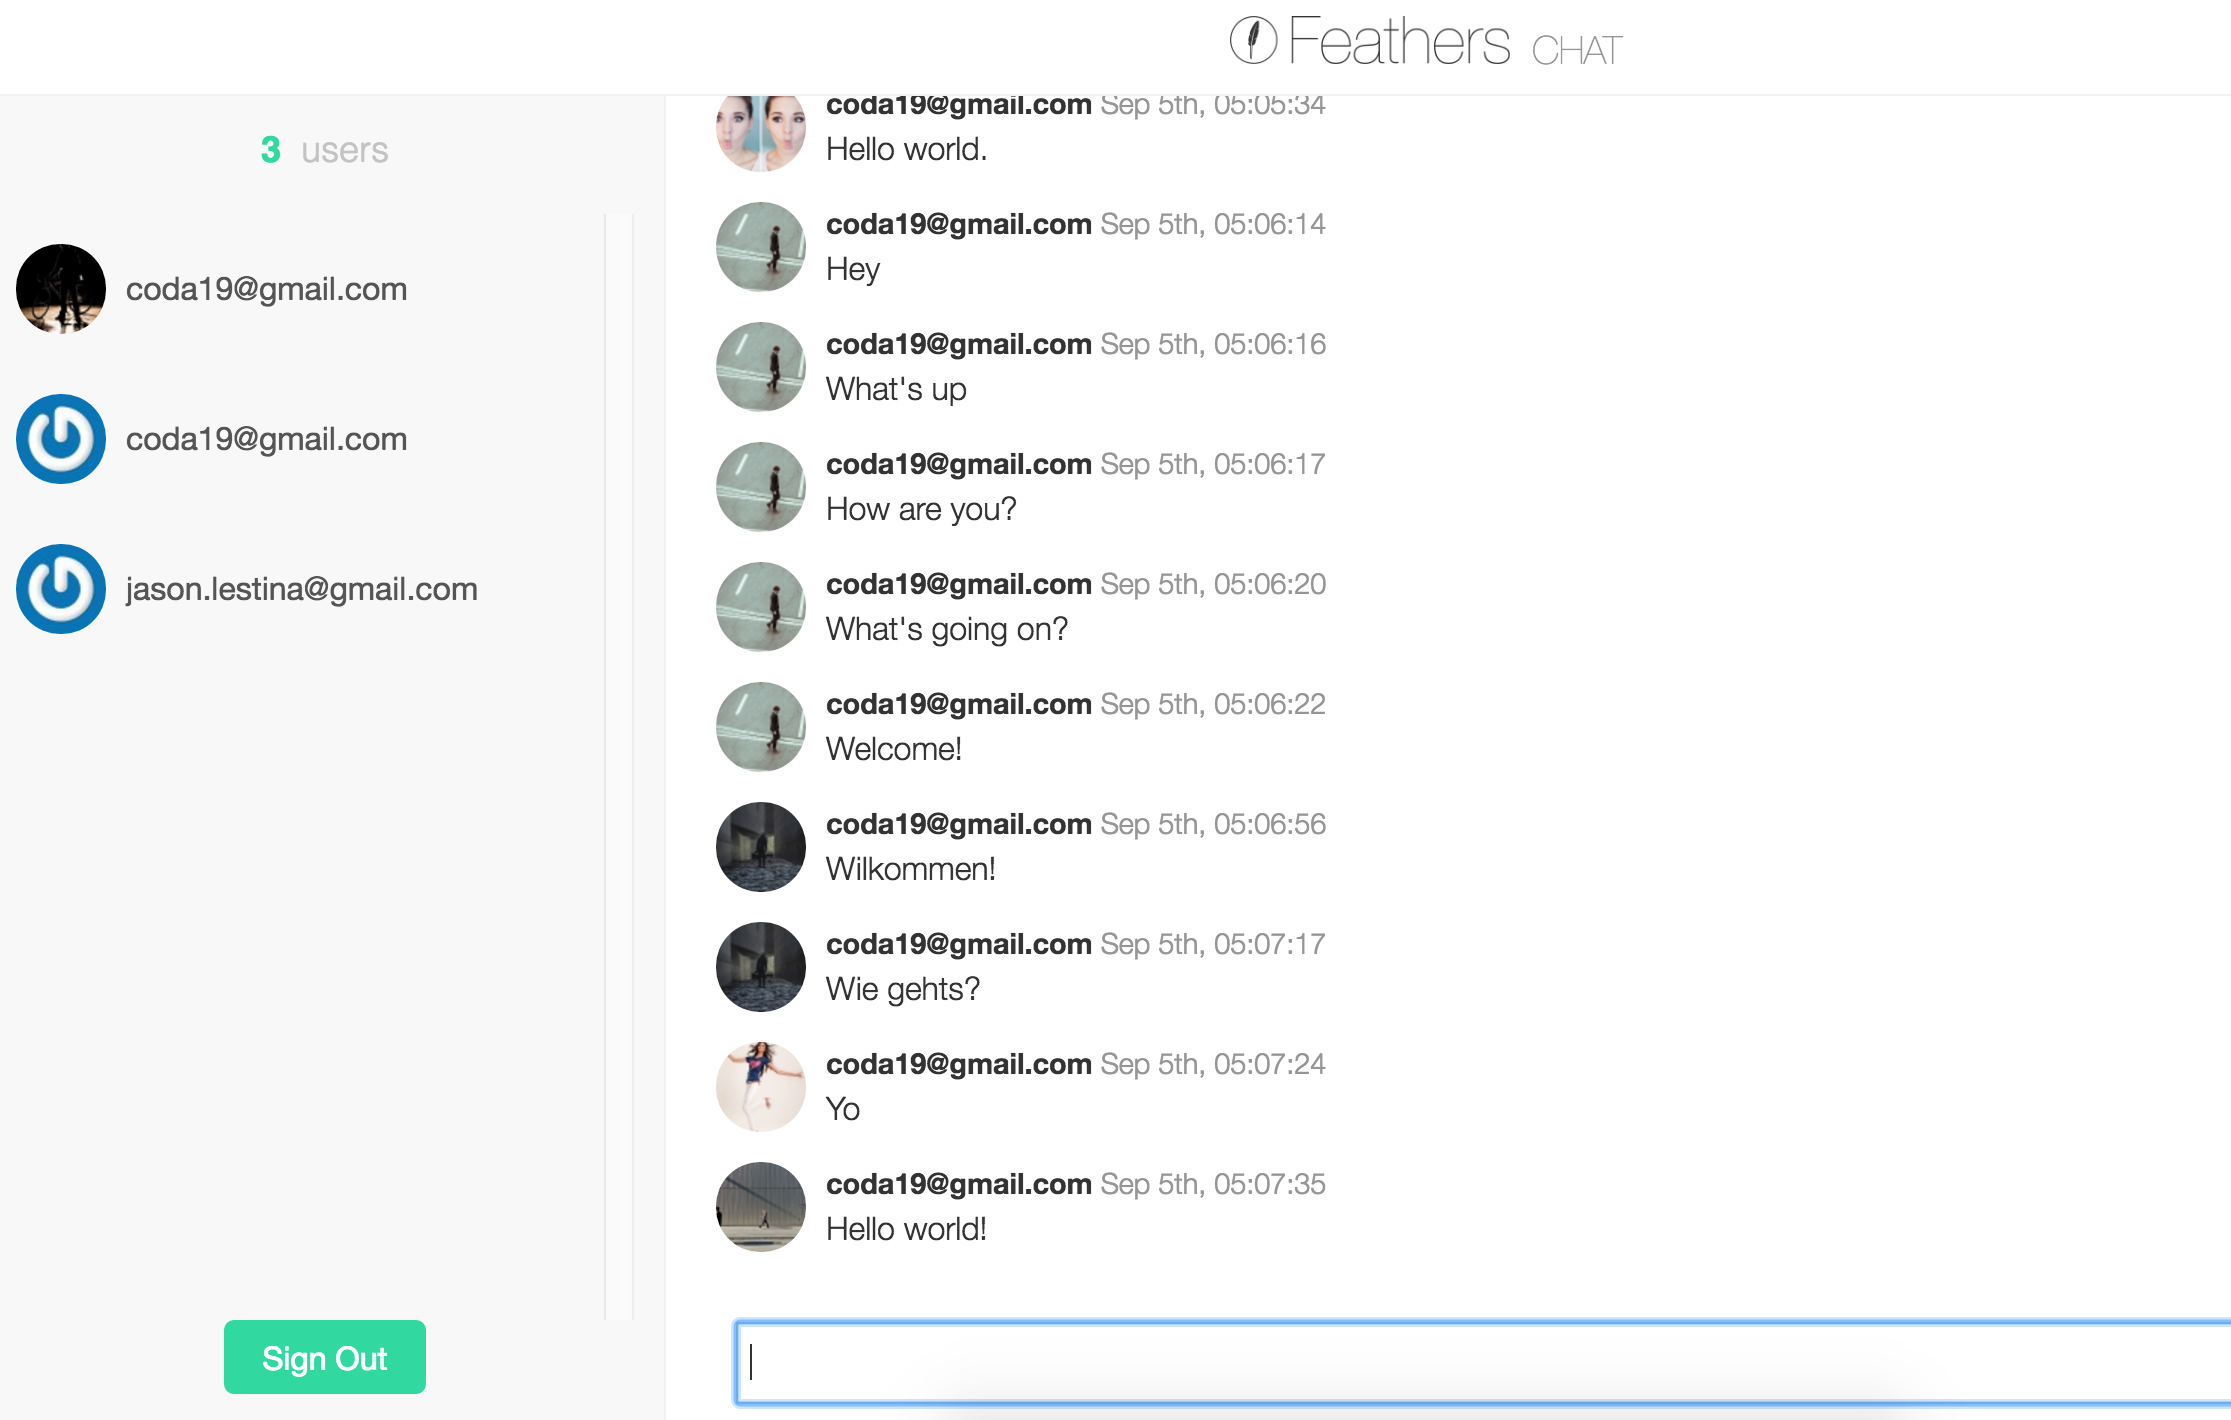 Feathers CHAT
3 users
coda19@gmail.com
coda19@gmail.com
jason.lestina@gmail.com
Sign Out
coda19@gmail.com Sep 5th, 05:05:34
Hello world.
coda19@gmail.com Sep 5th, 05:06:14
Hey
coda19@gmail.com Sep 5th, 05:06:16
What's up
coda19@gmail.com Sep 5th, 05:06:17
How are you?
coda19@gmail.com Sep 5th, 05:06:20
What's going on?
coda19@gmail.com Sep 5th, 05:06:22
Welcome!
coda19@gmail.com Sep 5th, 05:06:56
Wilkommen!
coda19@gmail.com Sep 5th, 05:07:17
Wie gehts?
coda19@gmail.com Sep 5th, 05:07:24
Yo
coda19@gmail.com Sep 5th, 05:07:35
Hello world!